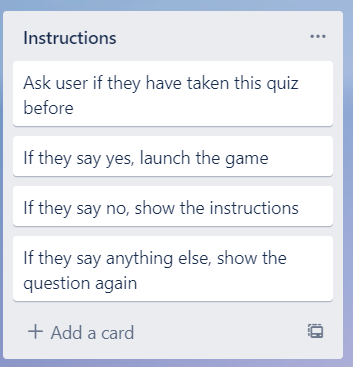 Instructions
Ask user if they have taken this quiz
before
If they say yes, launch the game
If they say no, show the instructions
If they say anything else, show the
question again
+ Add a card